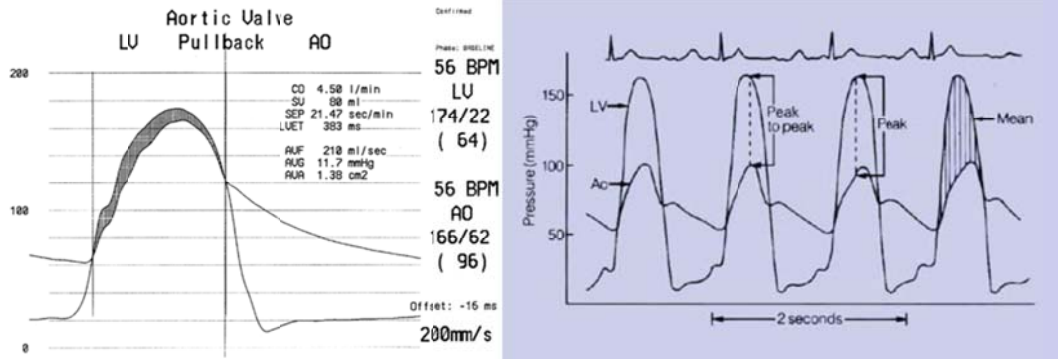 Aortic Valve
LV Pullback AO
Confirmed
Phase: BASELINE
200
100
0
CO 4.50 l/min
SV 80 ml
SEP 21.47 sec/min
LVET 383 ms
AVF 210 ml/sec
AVG 11.7 mmHg
AVA 1.38 cm2
56 BPM
LV
174/22
( 64)
56 BPM
AO
166/62
( 96)
Offset: -16 ms
200mm/s
Pressure (mmHg)
150
100
50
LV
Ao
Peak
to peak
Peak
Mean
2 seconds